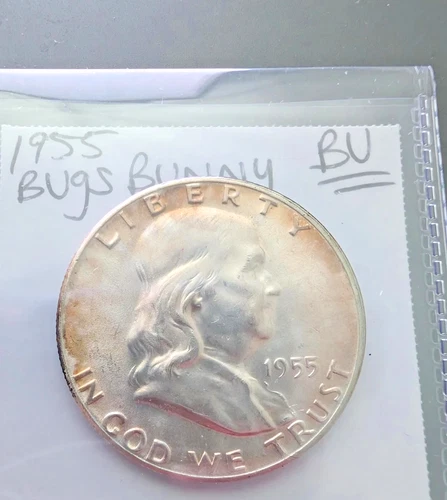 1955
BUgS BUNNY
BU
LIBERTY
1955
IN GOD WE TRUST